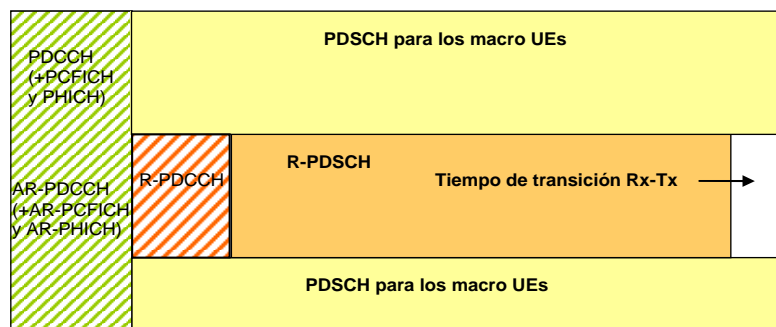 PDSCH para los macro UEs
PDCCH
(+PCFICH
y PHICH)
R-PDSCH
R-PDCCH
Tiempo de transición Rx-Tx
AR-PDCCH
(+AR-PCFICH
y AR-PHICH)
PDSCH para los macro UEs